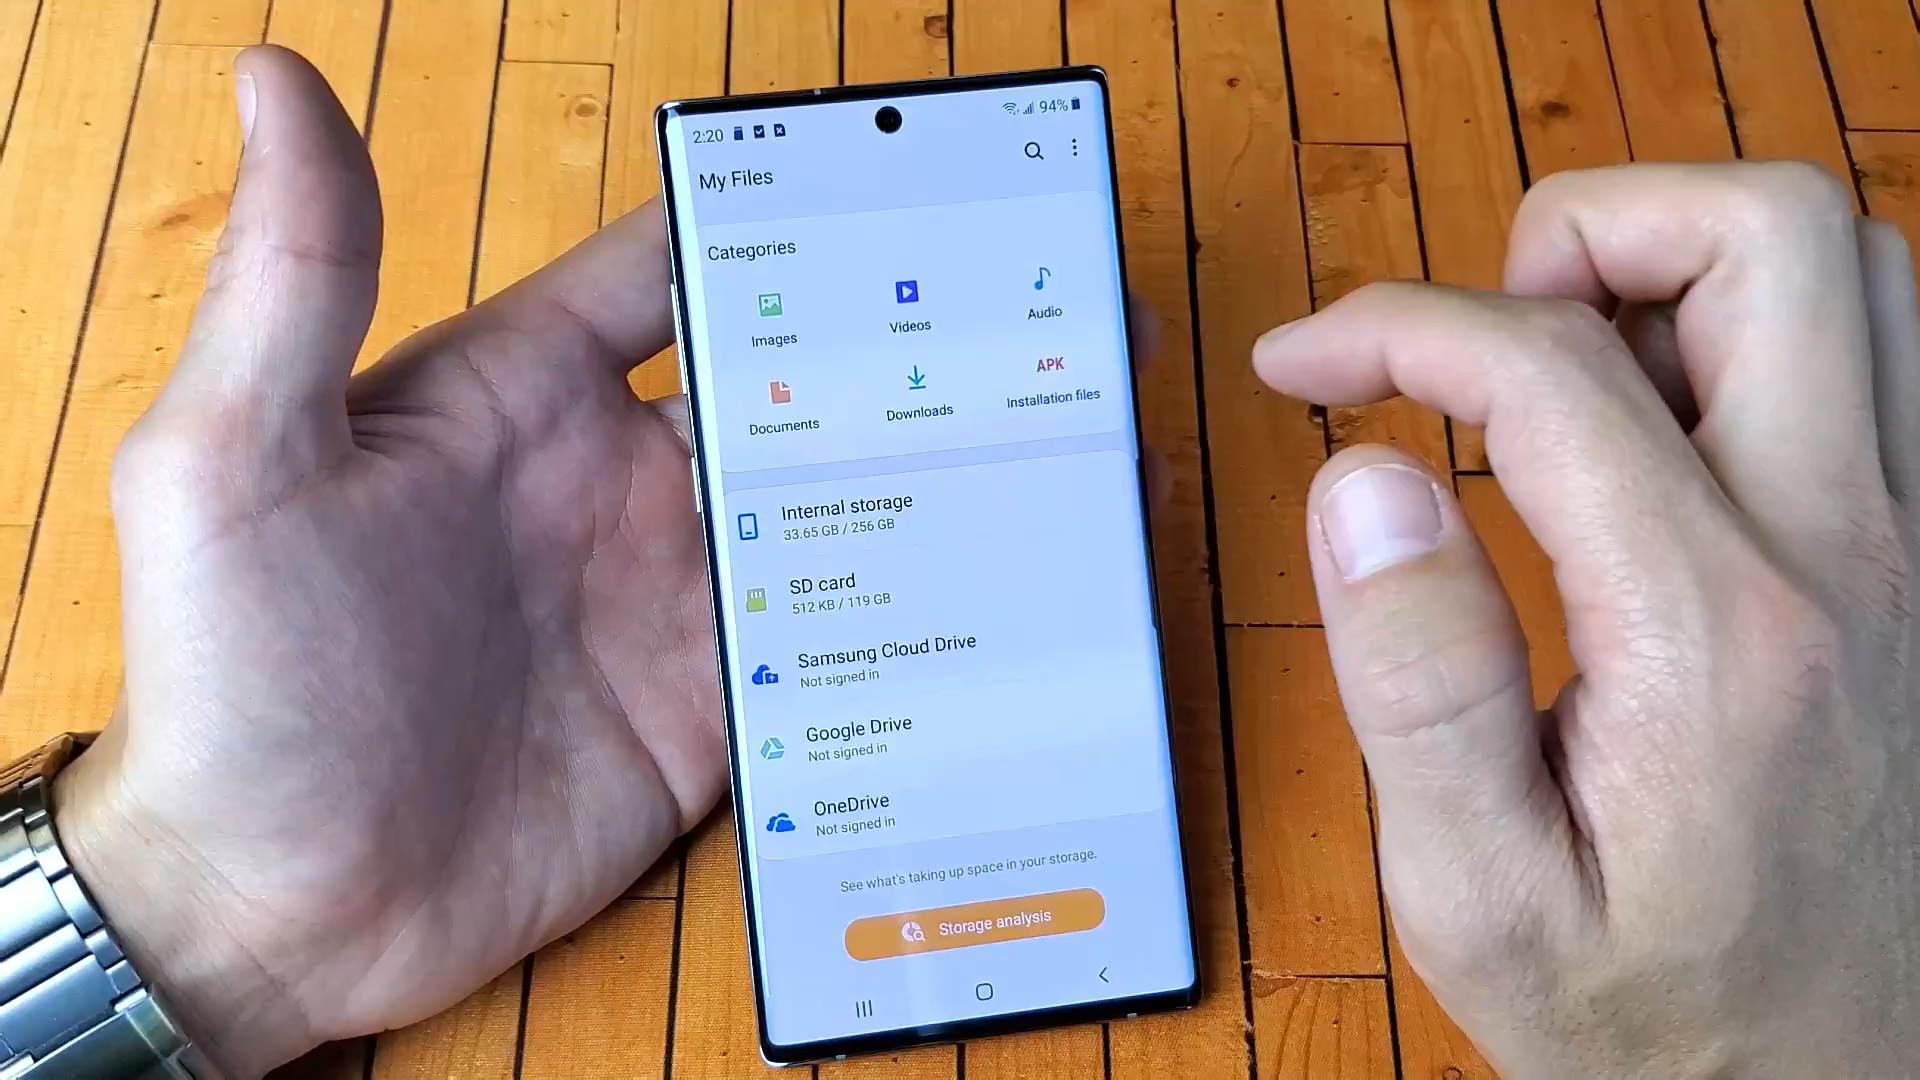 2:20
94%
My Files
Categories
Images
Videos
Audio
Documents
Downloads
APK
Installation files
Internal storage
33.65 GB / 256 GB
SD card
512 KB / 119 GB
Samsung Cloud Drive
Not signed in
Google Drive
Not signed in
OneDrive
Not signed in
See what's taking up space in your storage.
Storage analysis